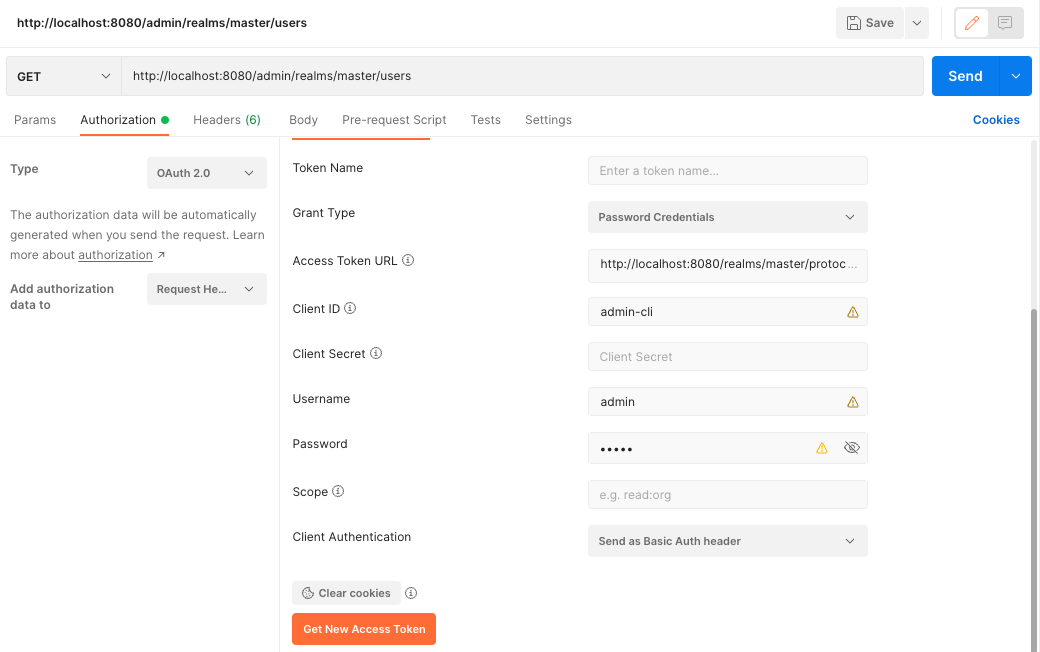 http://localhost:8080/admin/realms/master/users
Save
GET
http://localhost:8080/admin/realms/master/users
Send
Params
Authorization
Headers (6)
Body
Pre-request Script
Tests
Settings
Cookies
Type
OAuth 2.0
The authorization data will be automatically
generated when you send the request. Learn
more about authorization ↗
Add authorization
data to
Request He...
Token Name
Enter a token name...
Grant Type
Password Credentials
Access Token URL
http://localhost:8080/realms/master/protoc...
Client ID
admin-cli
Client Secret
Client Secret
Username
admin
Password
•••••
Scope
e.g. read:org
Client Authentication
Send as Basic Auth header
Clear cookies
Get New Access Token